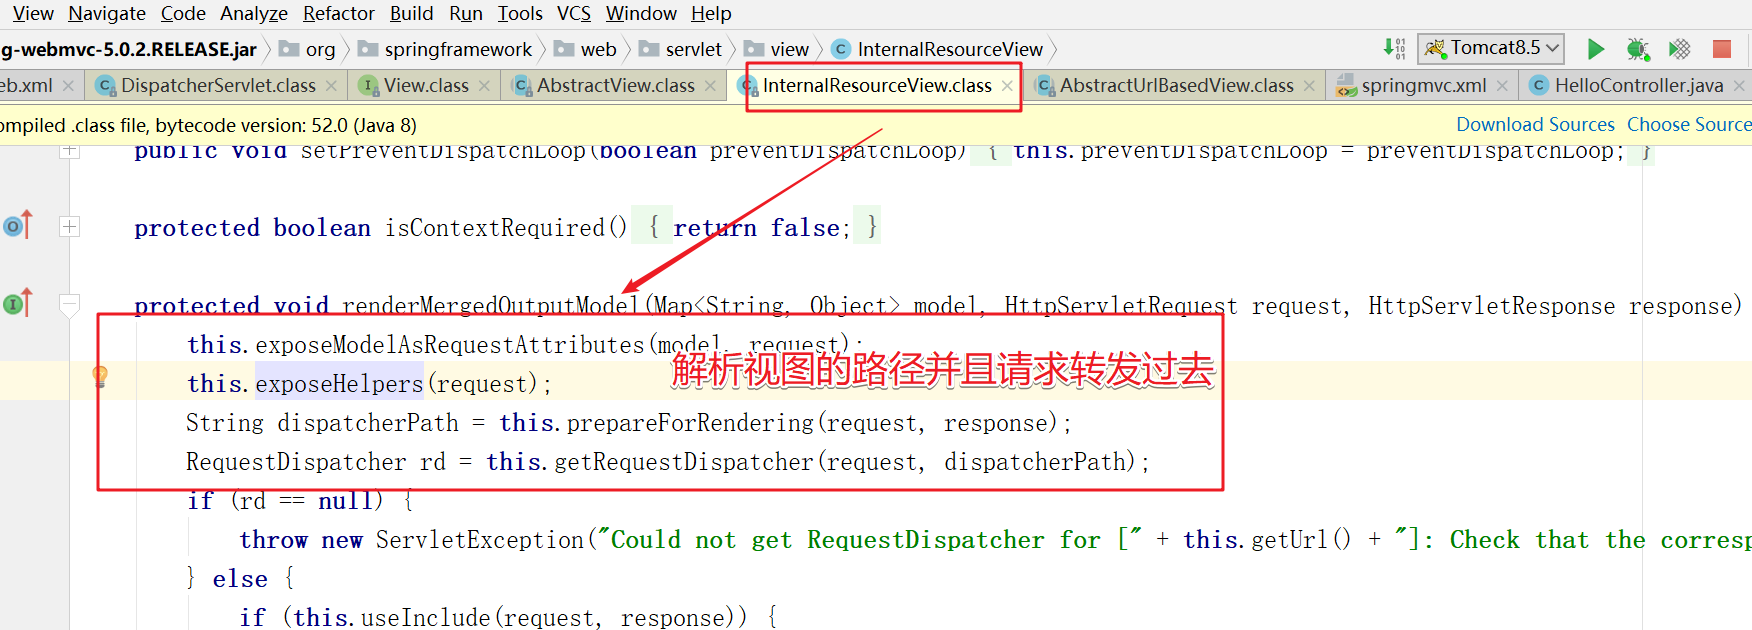 View Navigate Code Analyze Refactor Build Run Tools VCS Window Help
g-webmvc-5.0.2.RELEASE.jar org springframework web servlet view InternalResourceView Tomcat8.5
eb.xml DispatcherServlet.class View.class AbstractView.class InternalResourceView.class AbstractUrlBasedView.class springmvc.xml HelloController.java
ompiled .class file, bytecode version: 52.0 (Java 8) Download Sources Choose Source
public void setPreventDispatchLoop(boolean preventDispatchLoop) { this.preventDispatchLoop = preventDispatchLoop; }
protected boolean isContextRequired() { return false; }
protected void renderMergedOutputModel(Map<String, Object> model, HttpServletRequest request, HttpServletResponse response)
this.exposeModelAsRequestAttributes(model, request);
解析视图的路径并且请求转发过去
this.exposeHelpers(request);
String dispatcherPath = this.prepareForRendering(request, response);
RequestDispatcher rd = this.getRequestDispatcher(request, dispatcherPath);
if (rd == null) {
throw new ServletException("Could not get RequestDispatcher for [" + this.getUrl() + "]: Check that the corresp
} else {
if (this.useInclude(request, response)) {